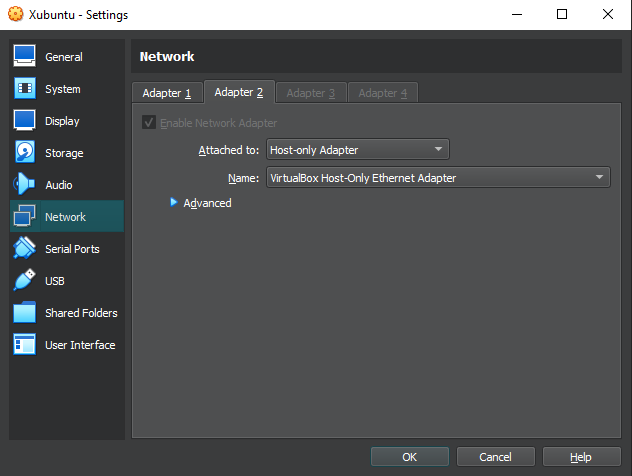 Xubuntu - Settings
General
System
Display
Storage
Audio
Network
Serial Ports
USB
Shared Folders
User Interface
Network
Adapter 1 Adapter 2 Adapter 3 Adapter 4
Enable Network Adapter
Attached to: Host-only Adapter
Name: VirtualBox Host-Only Ethernet Adapter
Advanced
OK Cancel Help